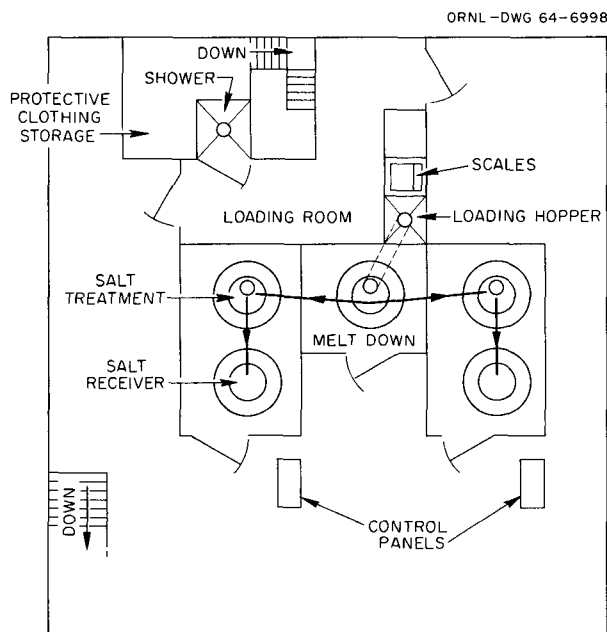 ORNL-DWG 64-6998
DOWN
SHOWER
PROTECTIVE
CLOTHING
STORAGE
SCALES
LOADING ROOM
LOADING HOPPER
SALT
TREATMENT
MELT DOWN
SALT
RECEIVER
DOWN
CONTROL
PANELS